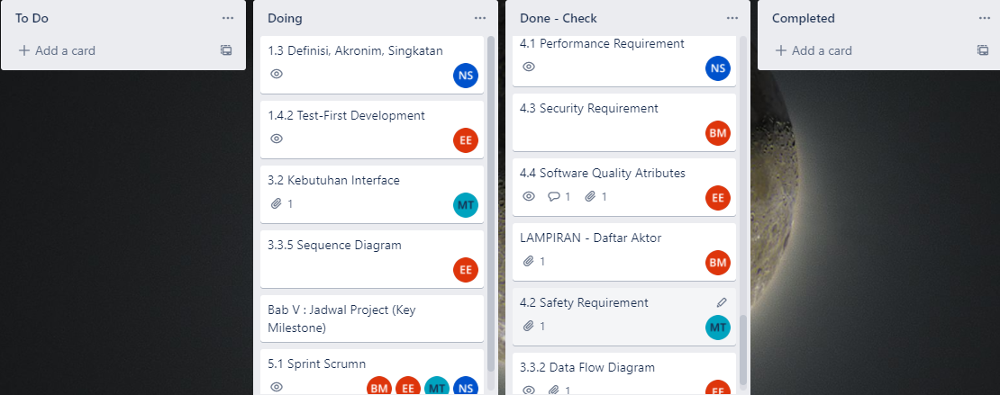 To Do
Add a card
Doing
1.3 Definisi, Akronim, Singkatan
NS
1.4.2 Test-First Development
EE
3.2 Kebutuhan Interface
1
MT
3.3.5 Sequence Diagram
EE
Bab V : Jadwal Project (Key
Milestone)
5.1 Sprint Scrumn
BM EE MT NS
Done - Check
4.1 Performance Requirement
NS
4.3 Security Requirement
BM
4.4 Software Quality Atributes
1 1
EE
LAMPIRAN - Daftar Aktor
1
BM
4.2 Safety Requirement
1
MT
3.3.2 Data Flow Diagram
1
EE
Completed
Add a card